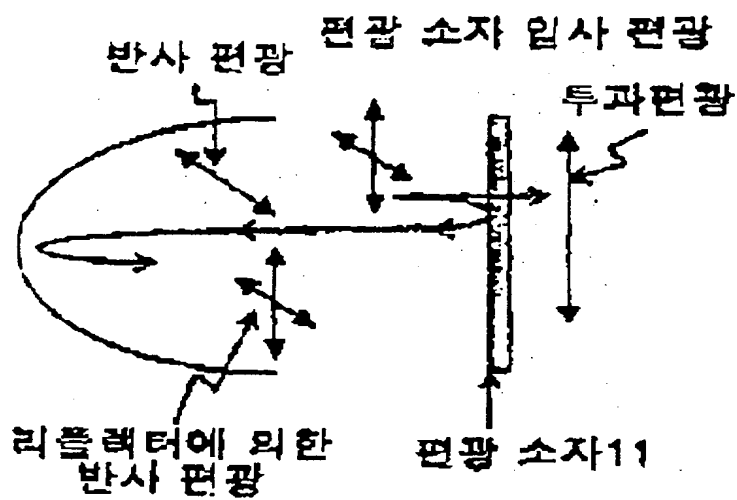 편광 소자 입사 편광
반사 편광
투과편광
리플렉터에 의한
반사 편광
편광 소자11